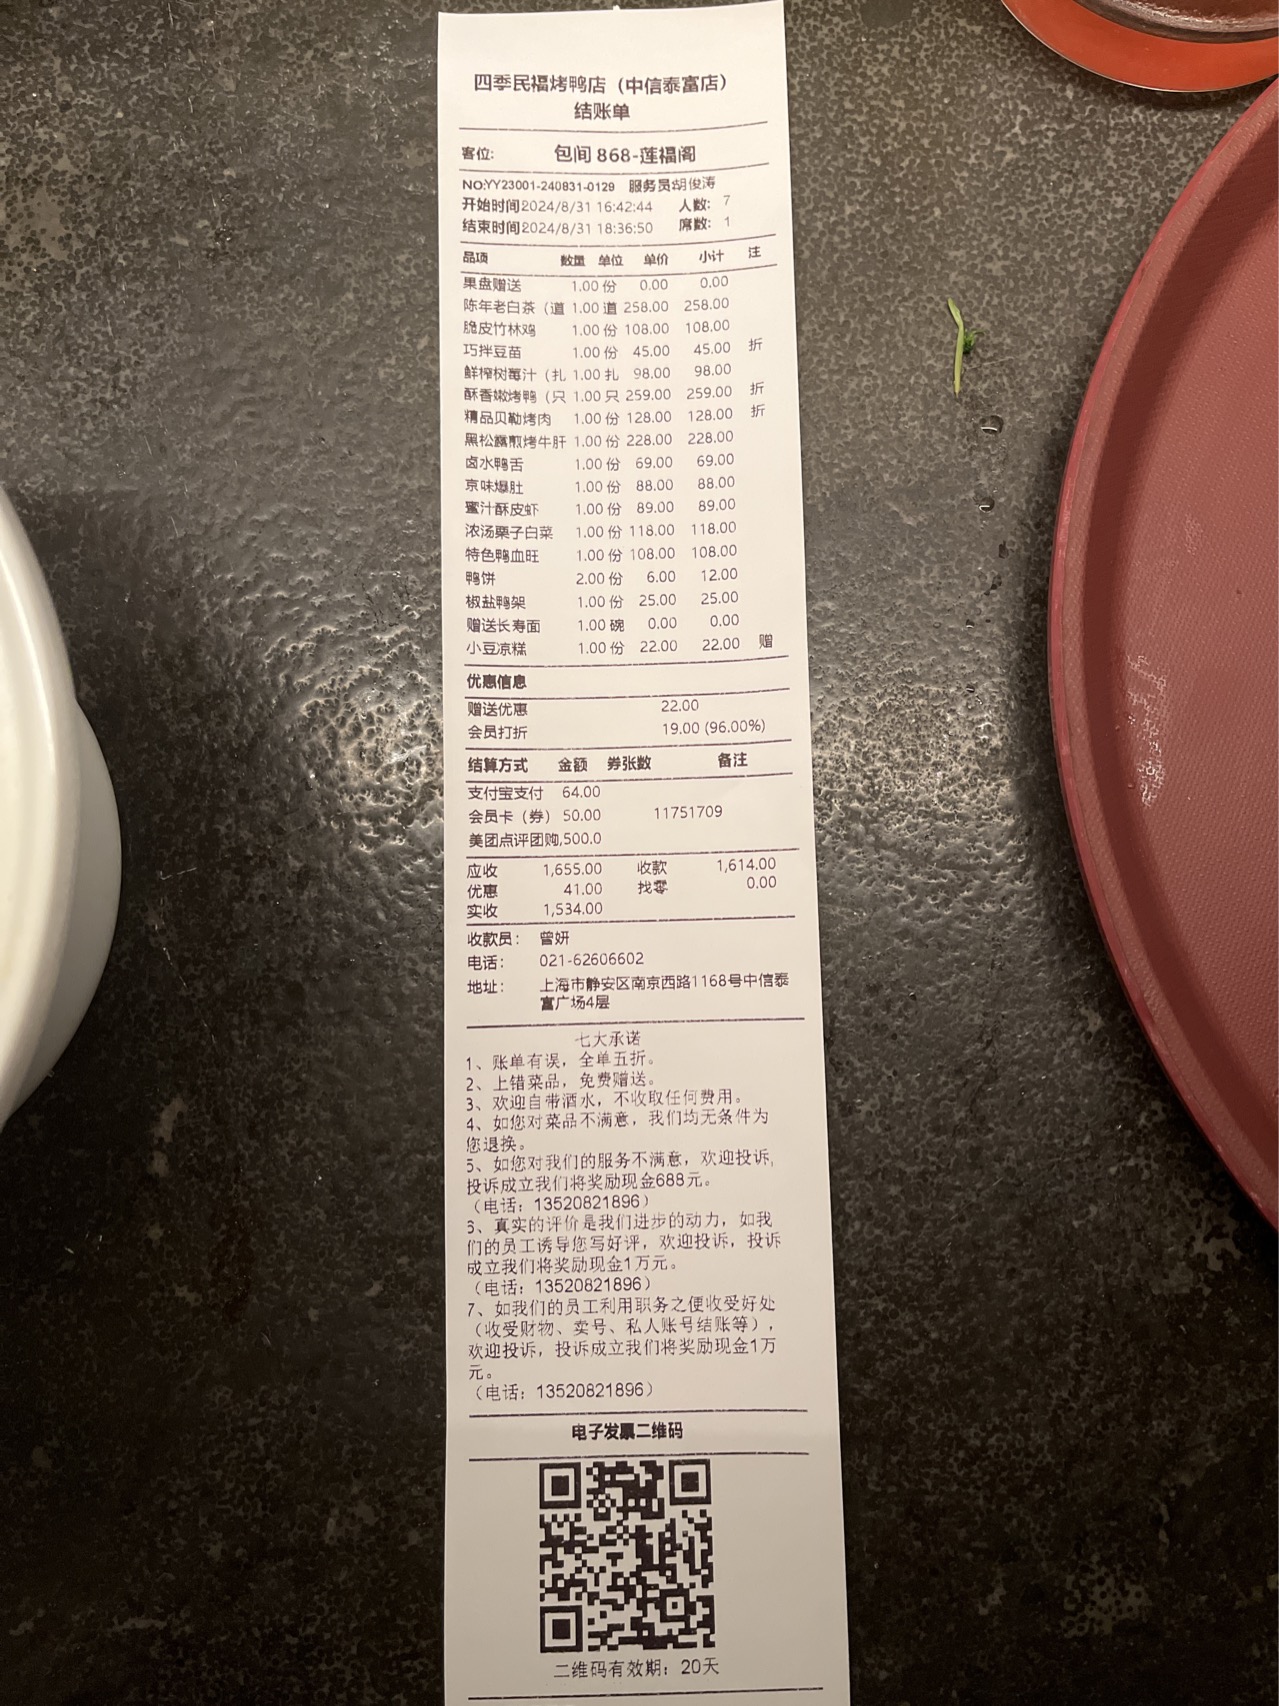 四季民福烤鸭店（中信泰富店）
结账单
客位: 包间 868-莲福阁
NO:YY23001-240831-0129 服务员胡俊涛
开始时间2024/8/31 16:42:44 人数: 7
结束时间2024/8/31 18:36:50 席数: 1
品项 数量 单位 单价 小计 注
果盘赠送 1.00 份 0.00 0.00
陈年老白茶（道 1.00 道 258.00 258.00
脆皮竹林鸡 1.00 份 108.00 108.00
巧拌豆苗 1.00 份 45.00 45.00 折
鲜榨树莓汁（扎 1.00 扎 98.00 98.00
酥香嫩烤鸭（只 1.00 只 259.00 259.00 折
精品贝勒烤肉 1.00 份 128.00 128.00 折
黑松露煎烤牛肝 1.00 份 228.00 228.00
卤水鸭舌 1.00 份 69.00 69.00
京味爆肚 1.00 份 88.00 88.00
蜜汁酥皮虾 1.00 份 89.00 89.00
浓汤栗子白菜 1.00 份 118.00 118.00
特色鸭血旺 1.00 份 108.00 108.00
鸭饼 2.00 份 6.00 12.00
椒盐鸭架 1.00 份 25.00 25.00
赠送长寿面 1.00 碗 0.00 0.00
小豆凉糕 1.00 份 22.00 22.00 赠
优惠信息
赠送优惠 22.00
会员打折 19.00 (96.00%)
结算方式 金额 券张数 备注
支付宝支付 64.00
会员卡（券）50.00 11751709
美团点评团购,500.0
应收 1,655.00 收款 1,614.00
优惠 41.00 找零 0.00
实收 1,534.00
收款员: 曾妍
电话: 021-62606602
地址: 上海市静安区南京西路1168号中信泰
富广场4层
七大承诺
1、账单有误，全单五折。
2、上错菜品，免费赠送。
3、欢迎自带酒水，不收取任何费用。
4、如您对菜品不满意，我们均无条件为
您退换。
5、如您对我们的服务不满意，欢迎投诉,
投诉成立我们将奖励现金688元。
（电话：13520821896）
6、真实的评价是我们进步的动力，如我
们的员工诱导您写好评，欢迎投诉，投诉
成立我们将奖励现金1万元。
（电话：13520821896）
7、如我们的员工利用职务之便收受好处
（收受财物、卖号、私人账号结账等），
欢迎投诉，投诉成立我们将奖励现金1万
元。
（电话：13520821896）
电子发票二维码
二维码有效期：20天